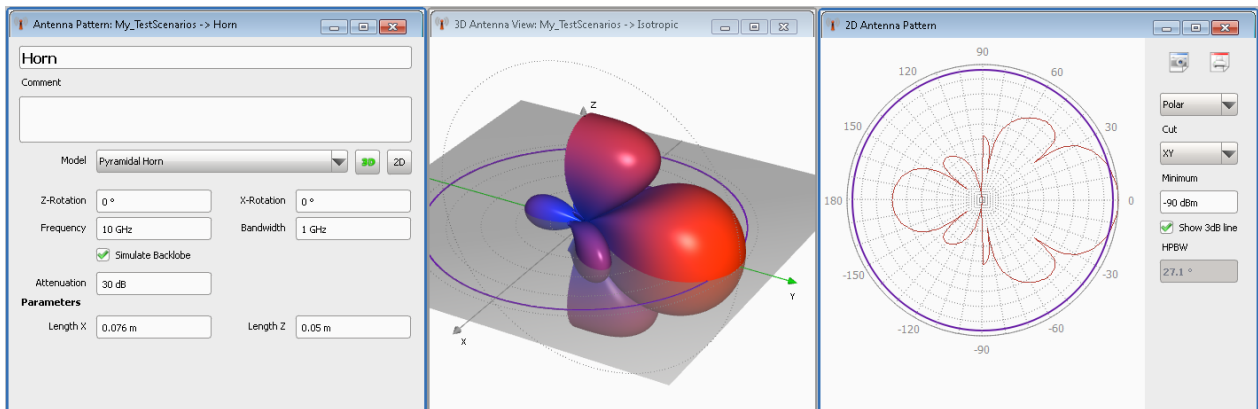 Antenna Pattern: My_TestScenarios -> Horn
Horn
Comment
Model Pyramidal Horn 3D 2D
Z-Rotation 0 ° X-Rotation 0 °
Frequency 10 GHz Bandwidth 1 GHz
Simulate Backlobe
Attenuation 30 dB
Parameters
Length X 0.076 m Length Z 0.05 m
3D Antenna View: My_TestScenarios -> Isotropic
Z
Y
X
2D Antenna Pattern
90
120 60
150 30
180 0
-150 -30
-120 -60
-90
Polar
Cut
XY
Minimum
-90 dBm
Show 3dB line
HPBW
27.1 °